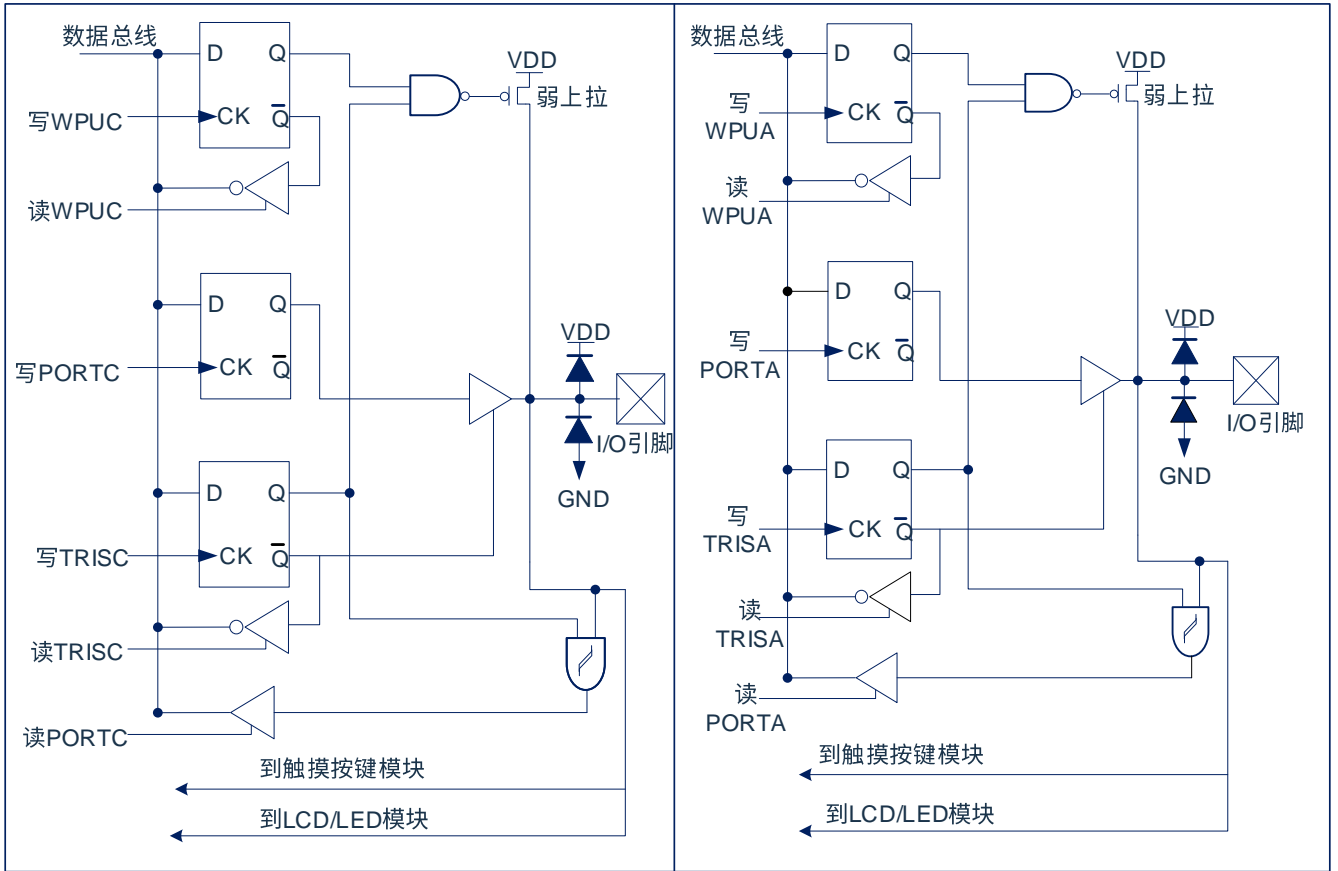 数据总线
D
Q
CK
Q
写WPUC
读WPUC
VDD
弱上拉
D
Q
CK
Q
写PORTC
VDD
I/O引脚
GND
D
Q
CK
Q
写TRISC
读TRISC
读PORTC
到触摸按键模块
到LCD/LED模块
数据总线
D
Q
CK
Q
写
WPUA
读
WPUA
VDD
弱上拉
D
Q
CK
Q
写
PORTA
VDD
I/O引脚
GND
D
Q
CK
Q
写
TRISA
读
TRISA
读
PORTA
到触摸按键模块
到LCD/LED模块